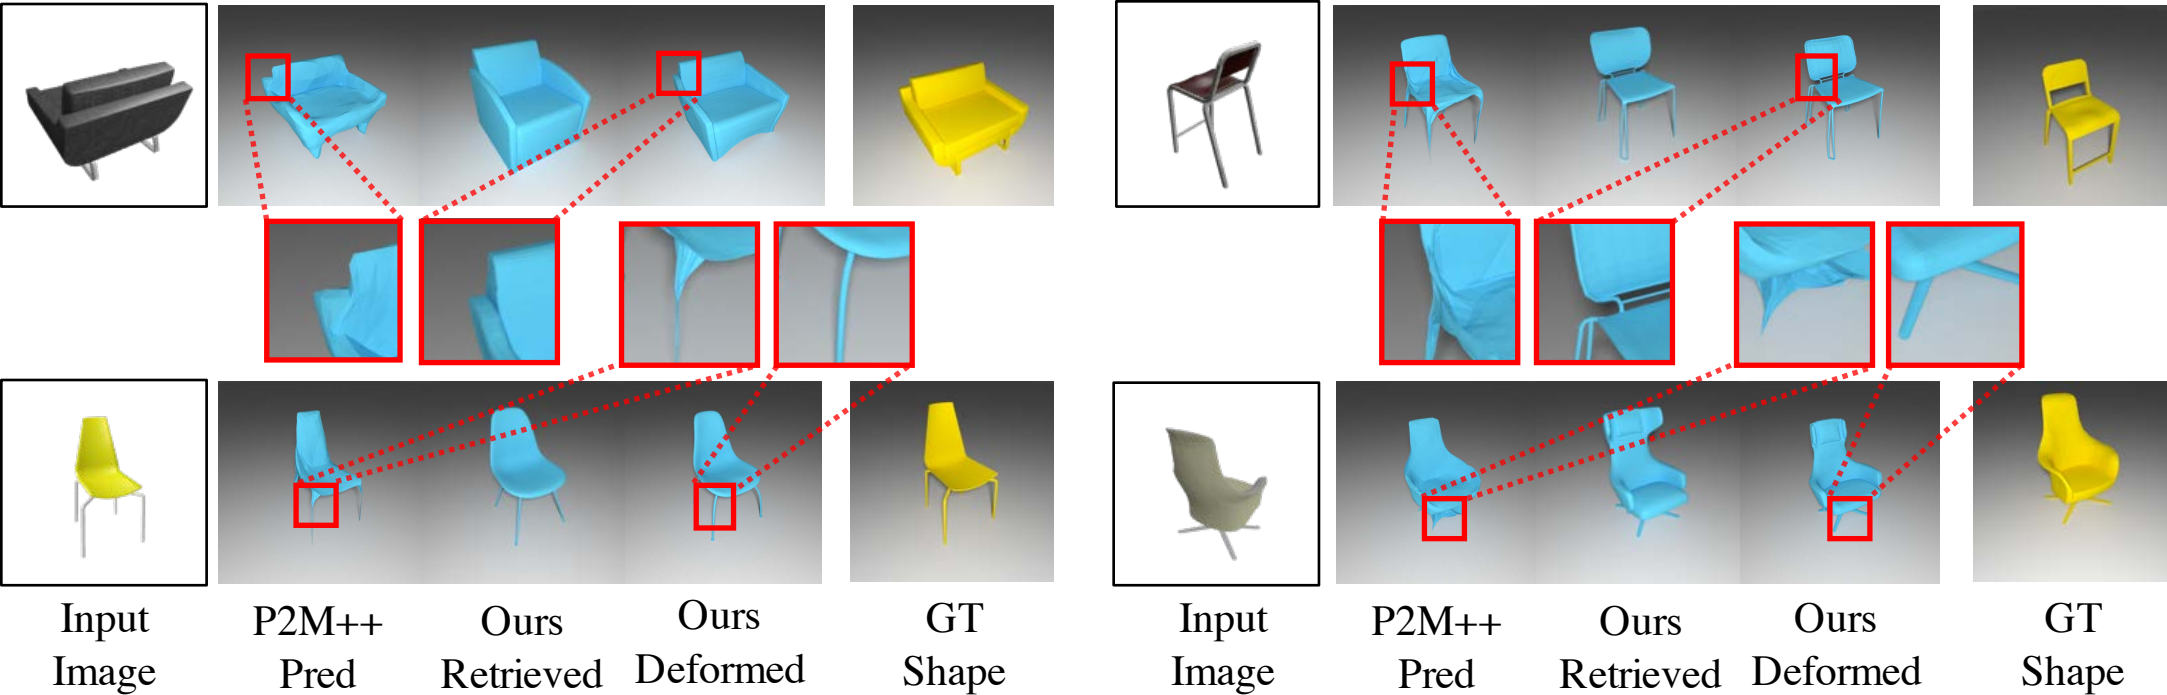 Input
Image
P2M++
Pred
Ours
Retrieved
Ours
Deformed
GT
Shape
Input
Image
P2M++
Pred
Ours
Retrieved
Ours
Deformed
GT
Shape